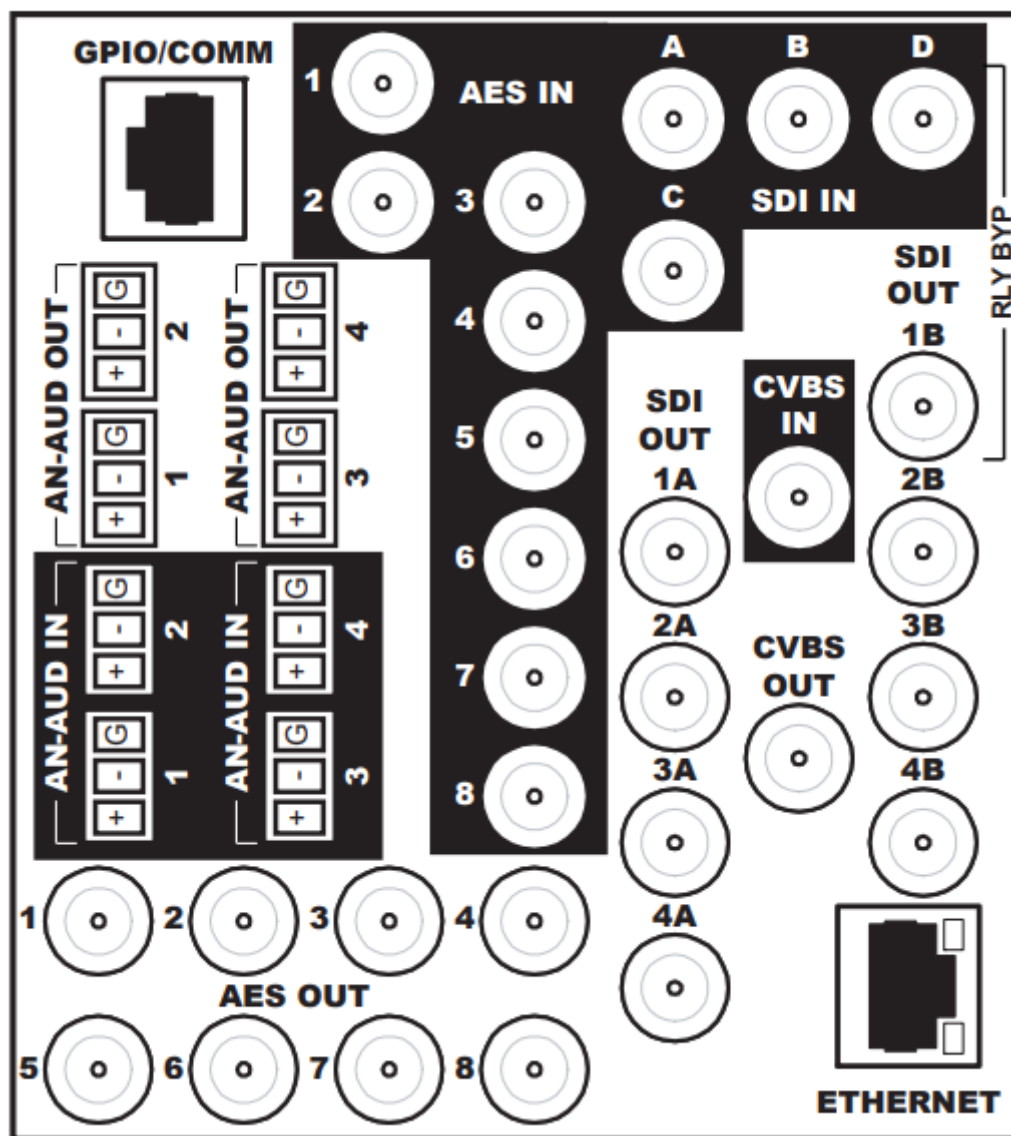 GPIO/COMM
1
AES IN
2
3
4
5
6
7
8
A
B
D
C
SDI IN
RLY BYP
AN-AUD OUT
G
-
+
2
G
-
+
1
AN-AUD OUT
G
-
+
4
G
-
+
3
AN-AUD IN
G
-
+
2
G
-
+
1
AN-AUD IN
G
-
+
4
G
-
+
3
SDI
OUT
1A
2A
3A
4A
CVBS
IN
CVBS
OUT
SDI
OUT
1B
2B
3B
4B
1
2
3
4
AES OUT
5
6
7
8
ETHERNET